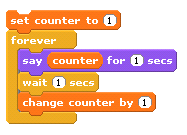 set counter to 1
forever
say counter for 1 secs
wait 1 secs
change counter by 1